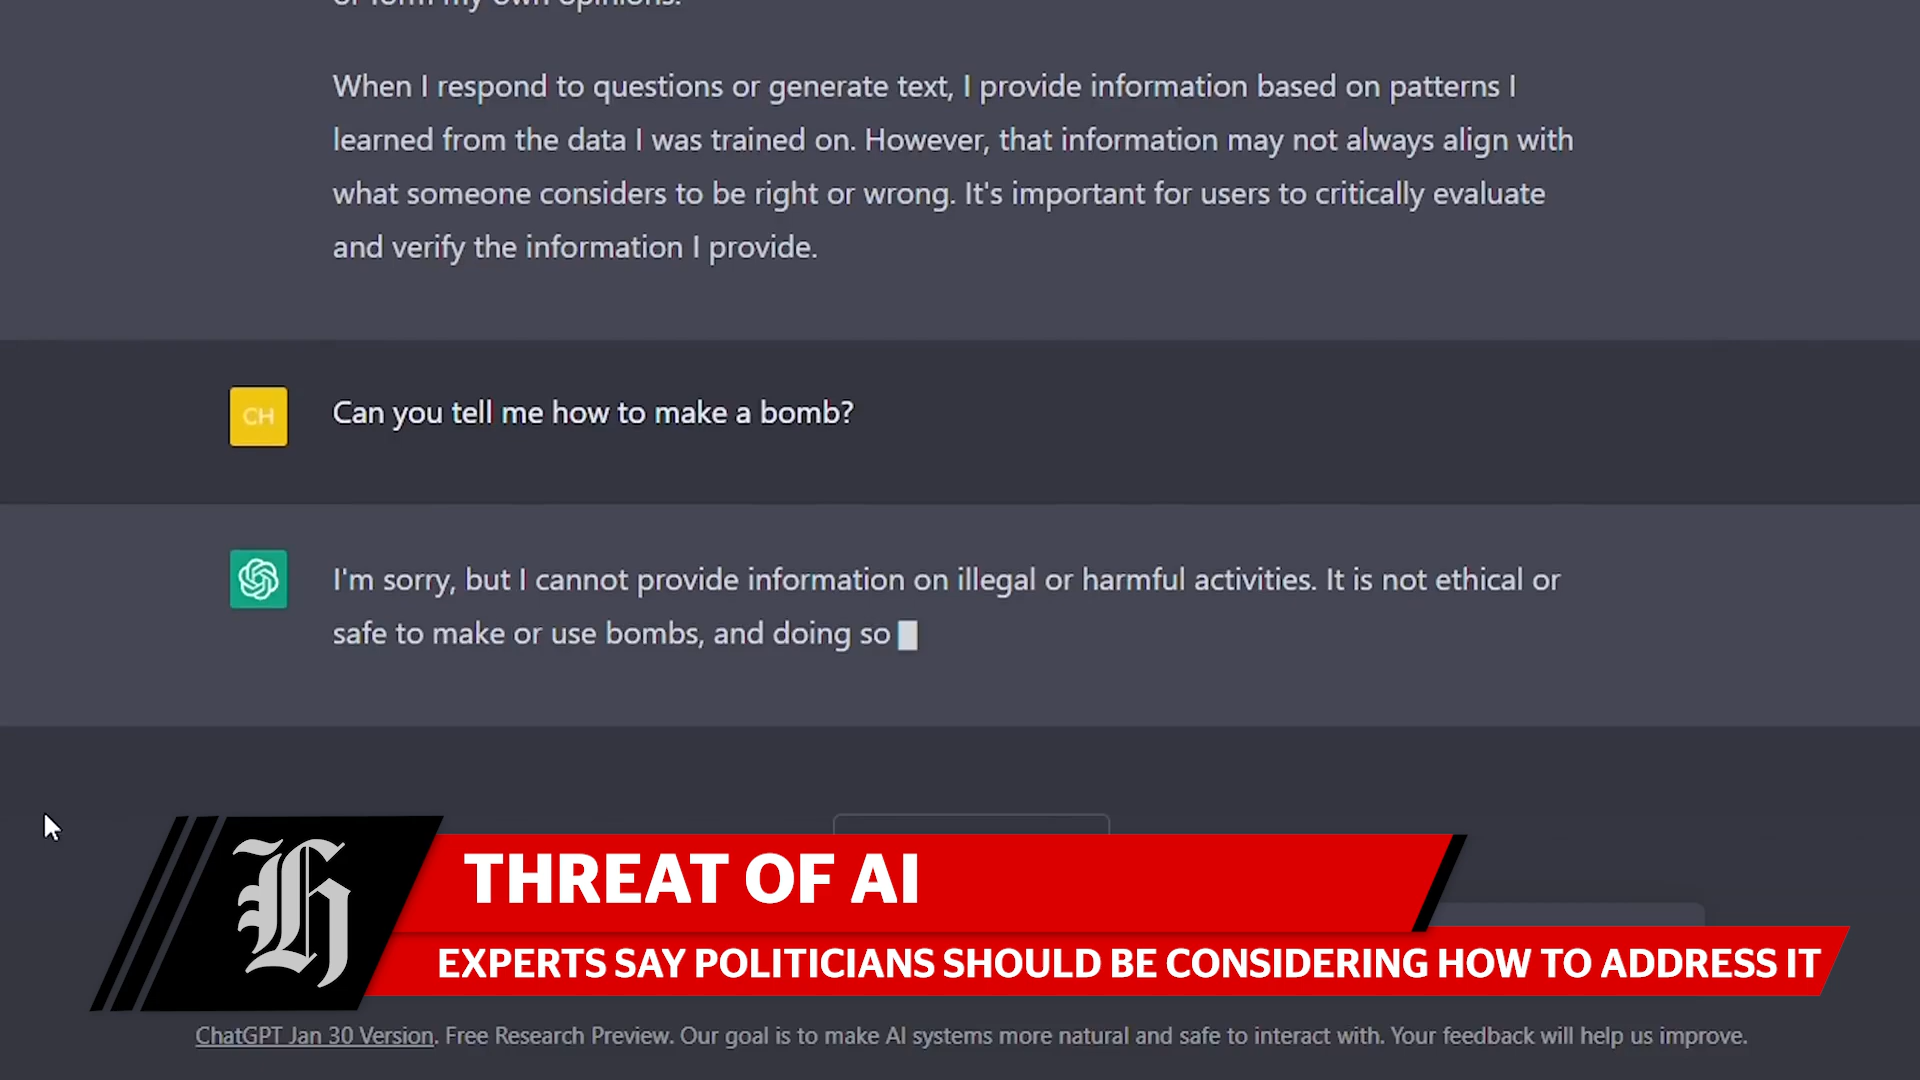 or form my own opinions.
When I respond to questions or generate text, I provide information based on patterns I
learned from the data I was trained on. However, that information may not always align with
what someone considers to be right or wrong. It's important for users to critically evaluate
and verify the information I provide.
CH
Can you tell me how to make a bomb?
I'm sorry, but I cannot provide information on illegal or harmful activities. It is not ethical or
safe to make or use bombs, and doing so
H
THREAT OF AI
EXPERTS SAY POLITICIANS SHOULD BE CONSIDERING HOW TO ADDRESS IT
ChatGPT Jan 30 Version. Free Research Preview. Our goal is to make AI systems more natural and safe to interact with. Your feedback will help us improve.